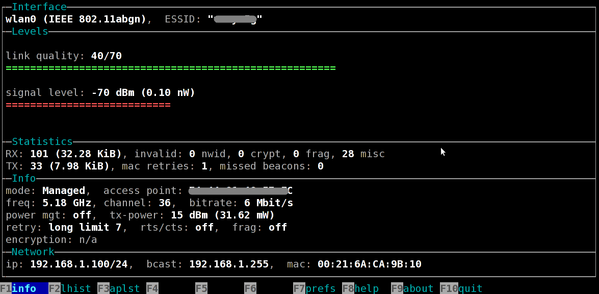 Interface
wlan0 (IEEE 802.11abgn),  ESSID: "
Levels
link quality: 40/70
signal level: -70 dBm (0.10 nW)
Statistics
RX: 101 (32.28 KiB), invalid: 0 nwid, 0 crypt, 0 frag, 28 misc
TX: 33 (7.98 KiB), mac retries: 1, missed beacons: 0
Info
mode: Managed,  access point:
freq: 5.18 GHz, channel: 36,  bitrate: 6 Mbit/s
power mgt: off,  tx-power: 15 dBm (31.62 mW)
retry: long limit 7,  rts/cts: off,  frag: off
encryption: n/a
Network
ip: 192.168.1.100/24,  bcast: 192.168.1.255,  mac: 00:21:6A:CA:9B:10
F1info F2lhist F3aplst F4 F5 F6 F7prefs F8help F9about F10quit